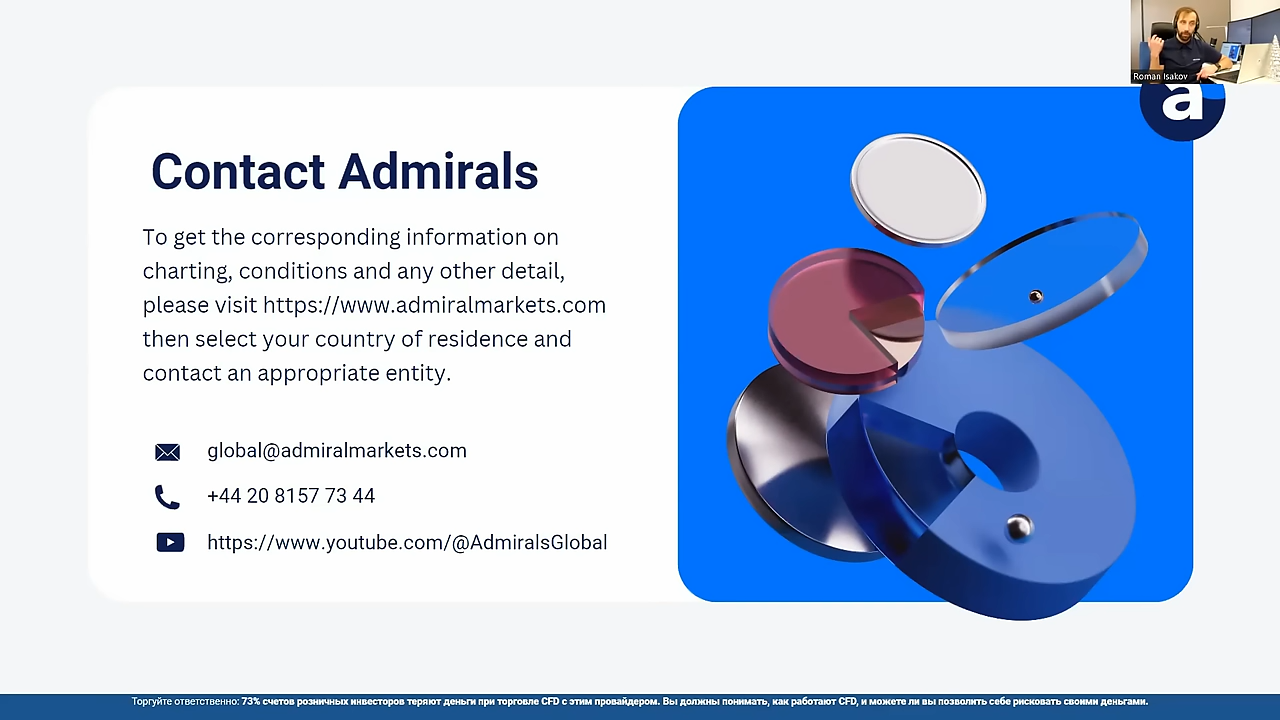 Roman Isakov
a
Contact Admirals
To get the corresponding information on
charting, conditions and any other detail,
please visit https://www.admiralmarkets.com
then select your country of residence and
contact an appropriate entity.
global@admiralmarkets.com
+44 20 8157 73 44
https://www.youtube.com/@AdmiralsGlobal
Торгуйте ответственно: 73% счетов розничных инвесторов теряют деньги при торговле CFD с этим провайдером. Вы должны понимать, как работают CFD, и можете ли вы позволить себе рисковать своими деньгами.